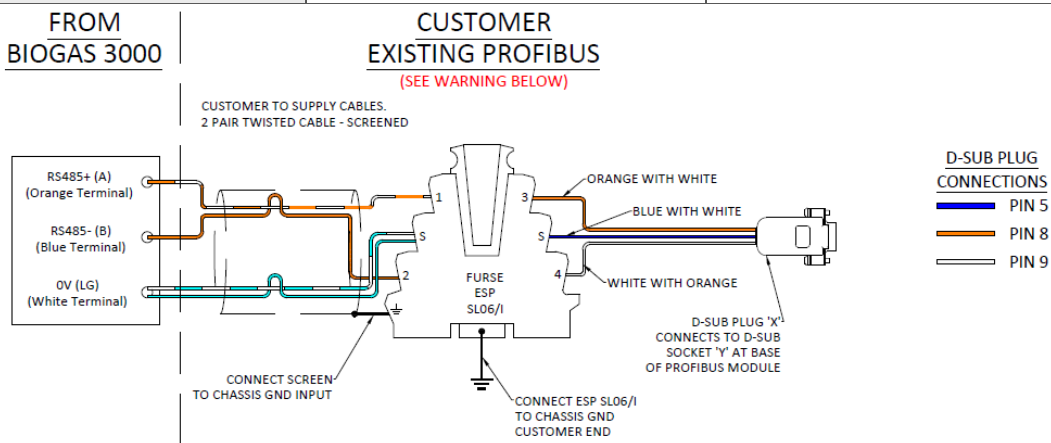 FROM
BIOGAS 3000
CUSTOMER
EXISTING PROFIBUS
(SEE WARNING BELOW)
CUSTOMER TO SUPPLY CABLES.
2 PAIR TWISTED CABLE - SCREENED
RS485+ (A)
(Orange Terminal)
RS485- (B)
(Blue Terminal)
0V (LG)
(White Terminal)
1
S
2
3
S
4
FURSE
ESP
SL06/I
ORANGE WITH WHITE
BLUE WITH WHITE
WHITE WITH ORANGE
D-SUB PLUG
CONNECTIONS
PIN 5
PIN 8
PIN 9
D-SUB PLUG 'X'
CONNECTS TO D-SUB
SOCKET 'Y' AT BASE
OF PROFIBUS MODULE
CONNECT SCREEN
TO CHASSIS GND INPUT
CONNECT ESP SL06/I
TO CHASSIS GND
CUSTOMER END